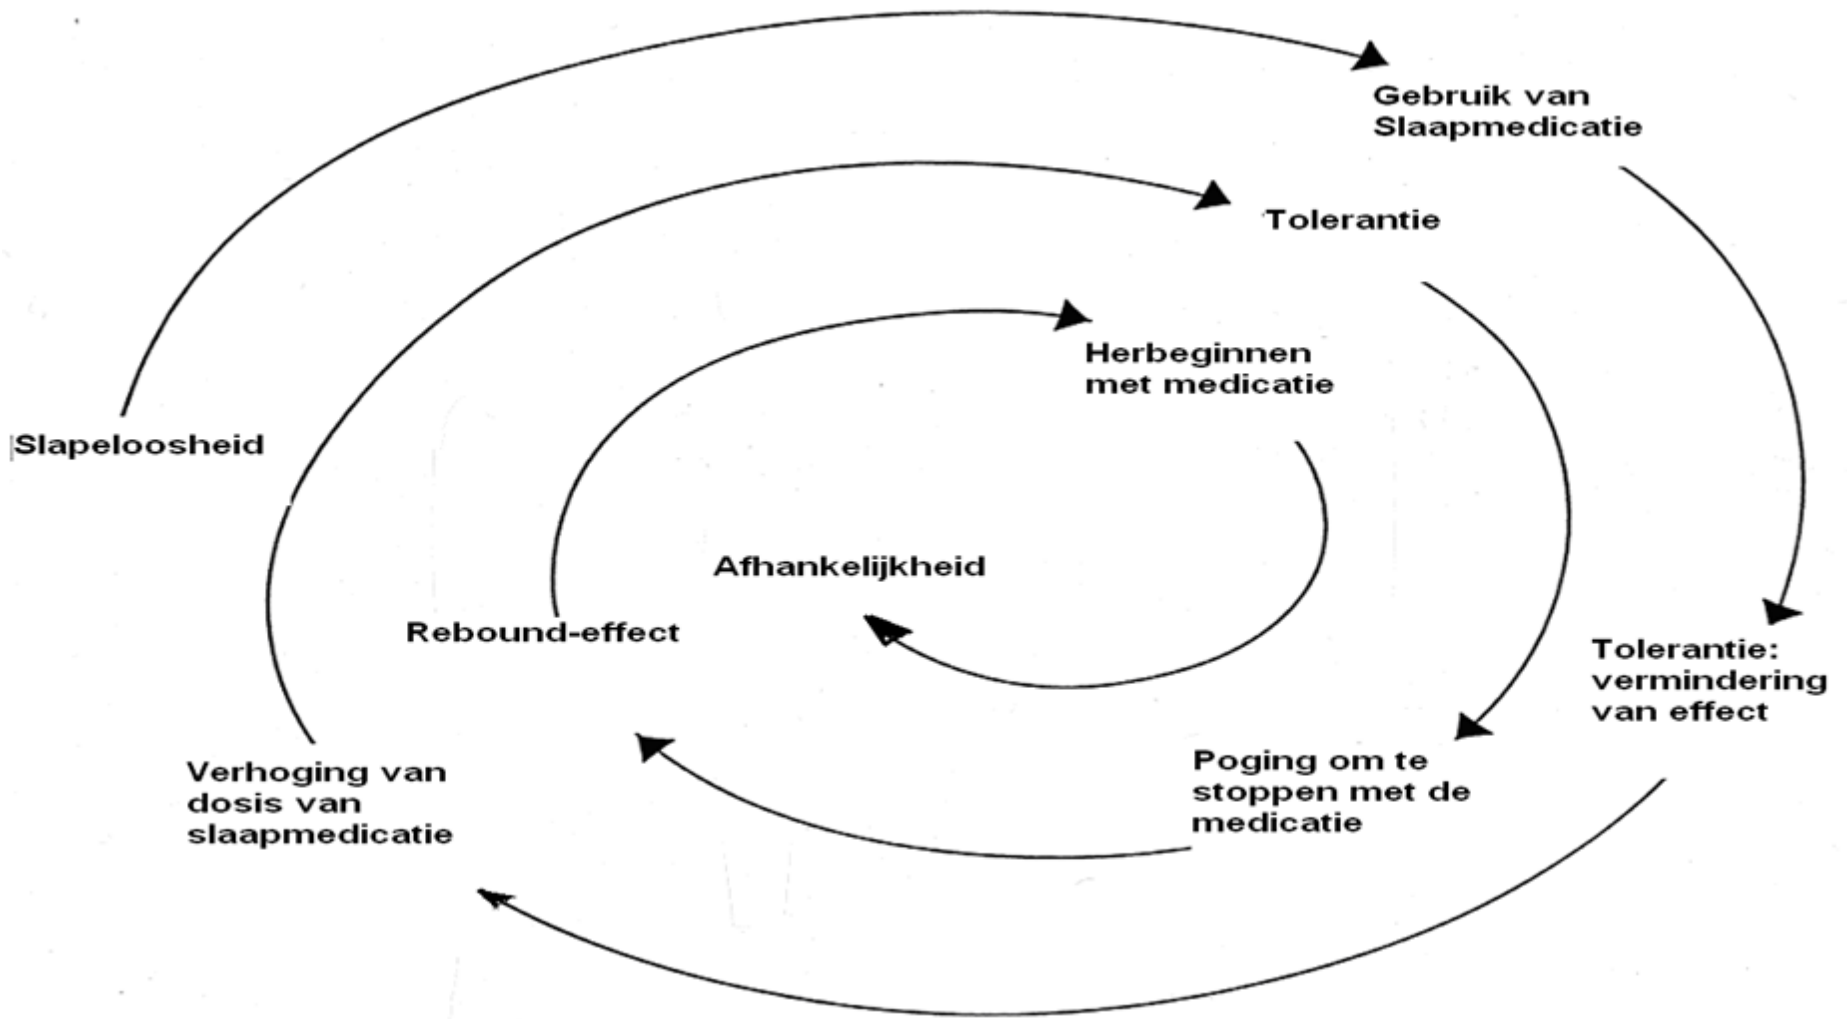 Gebruik van
Slaapmedicatie
Tolerantie
Herbeginnen
met medicatie
Slapeloosheid
Afhankelijkheid
Rebound-effect
Tolerantie:
vermindering
van effect
Poging om te
stoppen met de
medicatie
Verhoging van
dosis van
slaapmedicatie